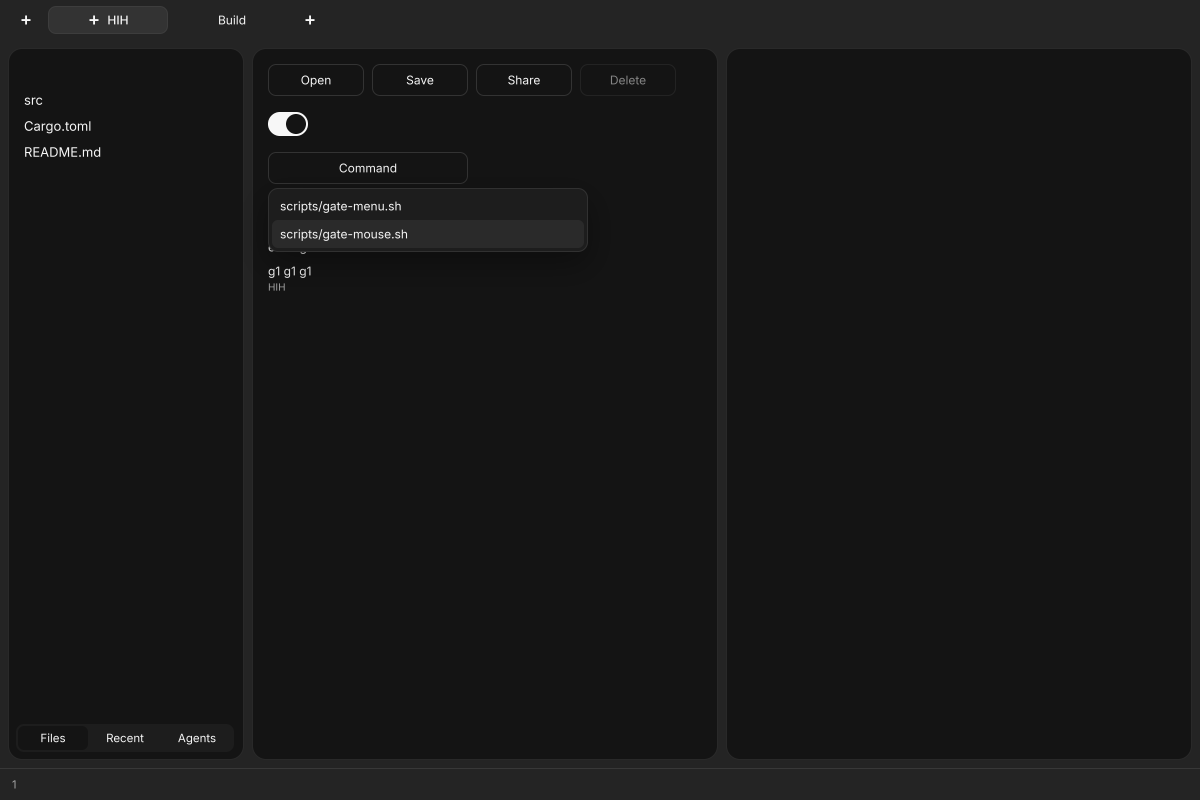 HIH
Build
src
Cargo.toml
README.md
Open
Save
Share
Delete
Command
scripts/gate-menu.sh
scripts/gate-mouse.sh
g1 g1 g1
HIH
Files
Recent
Agents
1